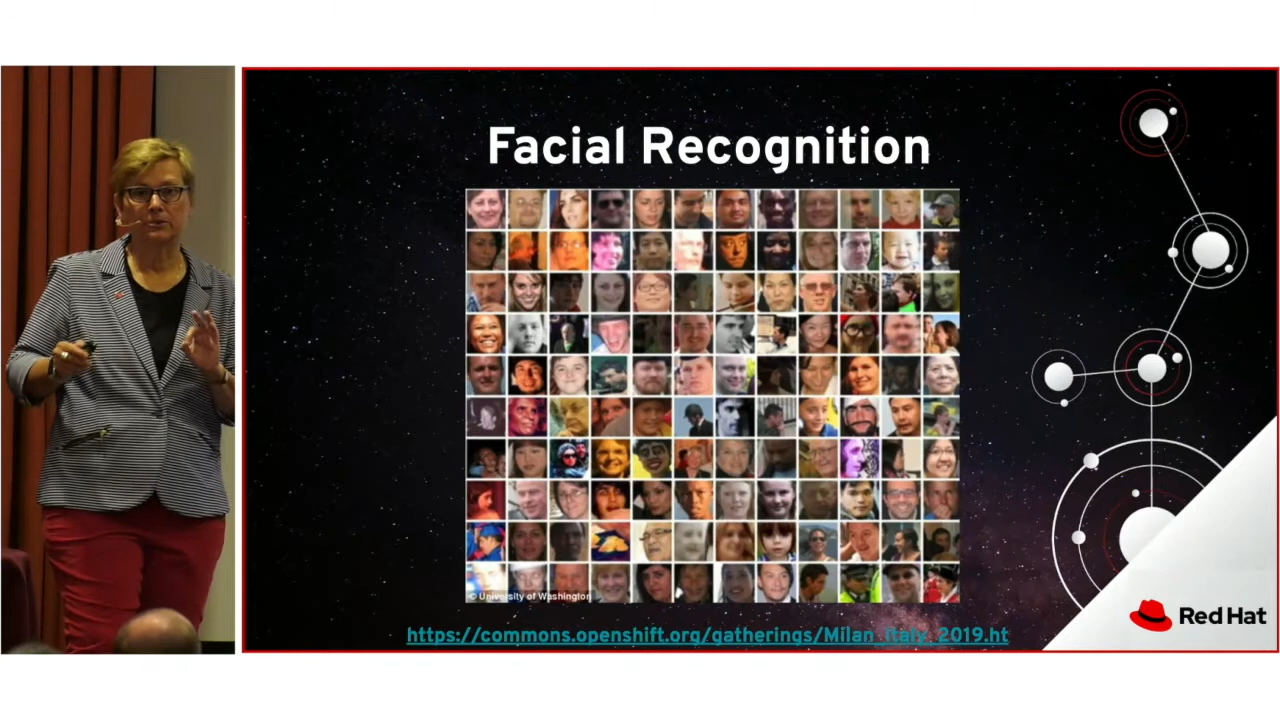 Facial Recognition
© University of Washington
https://commons.openshift.org/gatherings/Milan_Italy_2019.ht
Red Hat